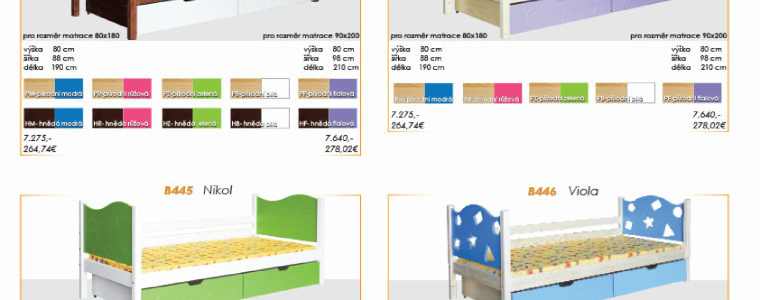 pro rozměr matrace 80x180 pro rozměr matrace 90x200
výška 80 cm výška 80 cm
šířka 88 cm šířka 98 cm
délka 190 cm délka 210 cm
PM-přírodní modrá PR-přírodní růžová PZ-přírodní zelená PB-přírodní bílá PF-přírodní fialová
HM- hnědá modrá HR- hnědá růžová HZ- hnědá zelená HB- hnědá bílá HF- hnědá fialová
7.275,- 7.640,-
264,74€ 278,02€
pro rozměr matrace 80x180 pro rozměr matrace 90x200
výška 80 cm výška 80 cm
šířka 88 cm šířka 98 cm
délka 190 cm délka 210 cm
PM-přírodní modrá PR-přírodní růžová PZ-přírodní zelená PB-přírodní bílá PF-přírodní fialová
7.275,- 7.640,-
264,74€ 278,02€
B445 Nikol
B446 Viola